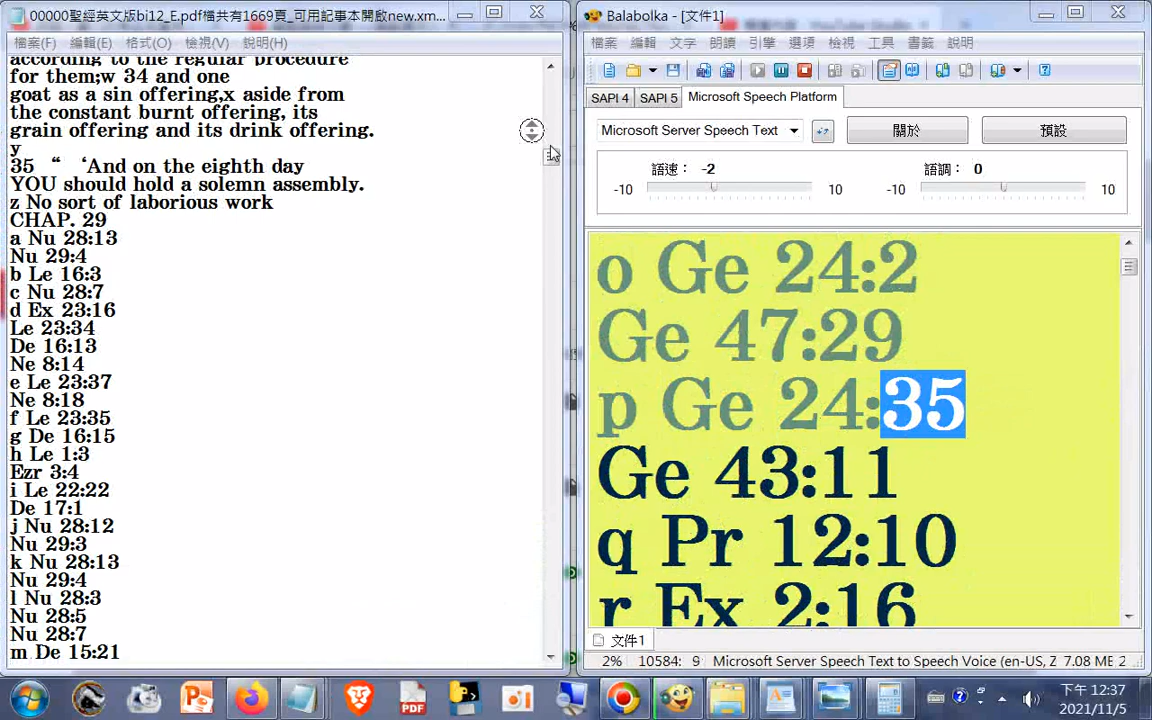 00000聖經英文版bi12_E.pdf檔共有1669頁_可用記事本開啟new.xm...
檔案(F) 編輯(E) 格式(O) 檢視(V) 說明(H)
according to the regular procedure
for them;w 34 and one
goat as a sin offering,x aside from
the constant burnt offering, its
grain offering and its drink offering.
y
35 “ ‘And on the eighth day
YOU should hold a solemn assembly.
z No sort of laborious work
CHAP. 29
a Nu 28:13
Nu 29:4
b Le 16:3
c Nu 28:7
d Ex 23:16
Le 23:34
De 16:13
Ne 8:14
e Le 23:37
Ne 8:18
f Le 23:35
g De 16:15
h Le 1:3
Ezr 3:4
i Le 22:22
De 17:1
j Nu 28:12
Nu 29:3
k Nu 28:13
Nu 29:4
l Nu 28:3
Nu 28:5
Nu 28:7
m De 15:21
Balabolka - [文件1]
檔案 編輯 文字 朗讀 引擎 選項 檢視 工具 書籤 說明
SAPI 4 SAPI 5 Microsoft Speech Platform
Microsoft Server Speech Text 關於 預設
語速： -2 語調： 0
-10 10 -10 10
o Ge 24:2
Ge 47:29
p Ge 24:35
Ge 43:11
q Pr 12:10
r Ex 2:16
文件1
2% 10584: 9 Microsoft Server Speech Text to Speech Voice (en-US, Z 7.08 ME 2
PDF
下午 12:37
2021/11/5